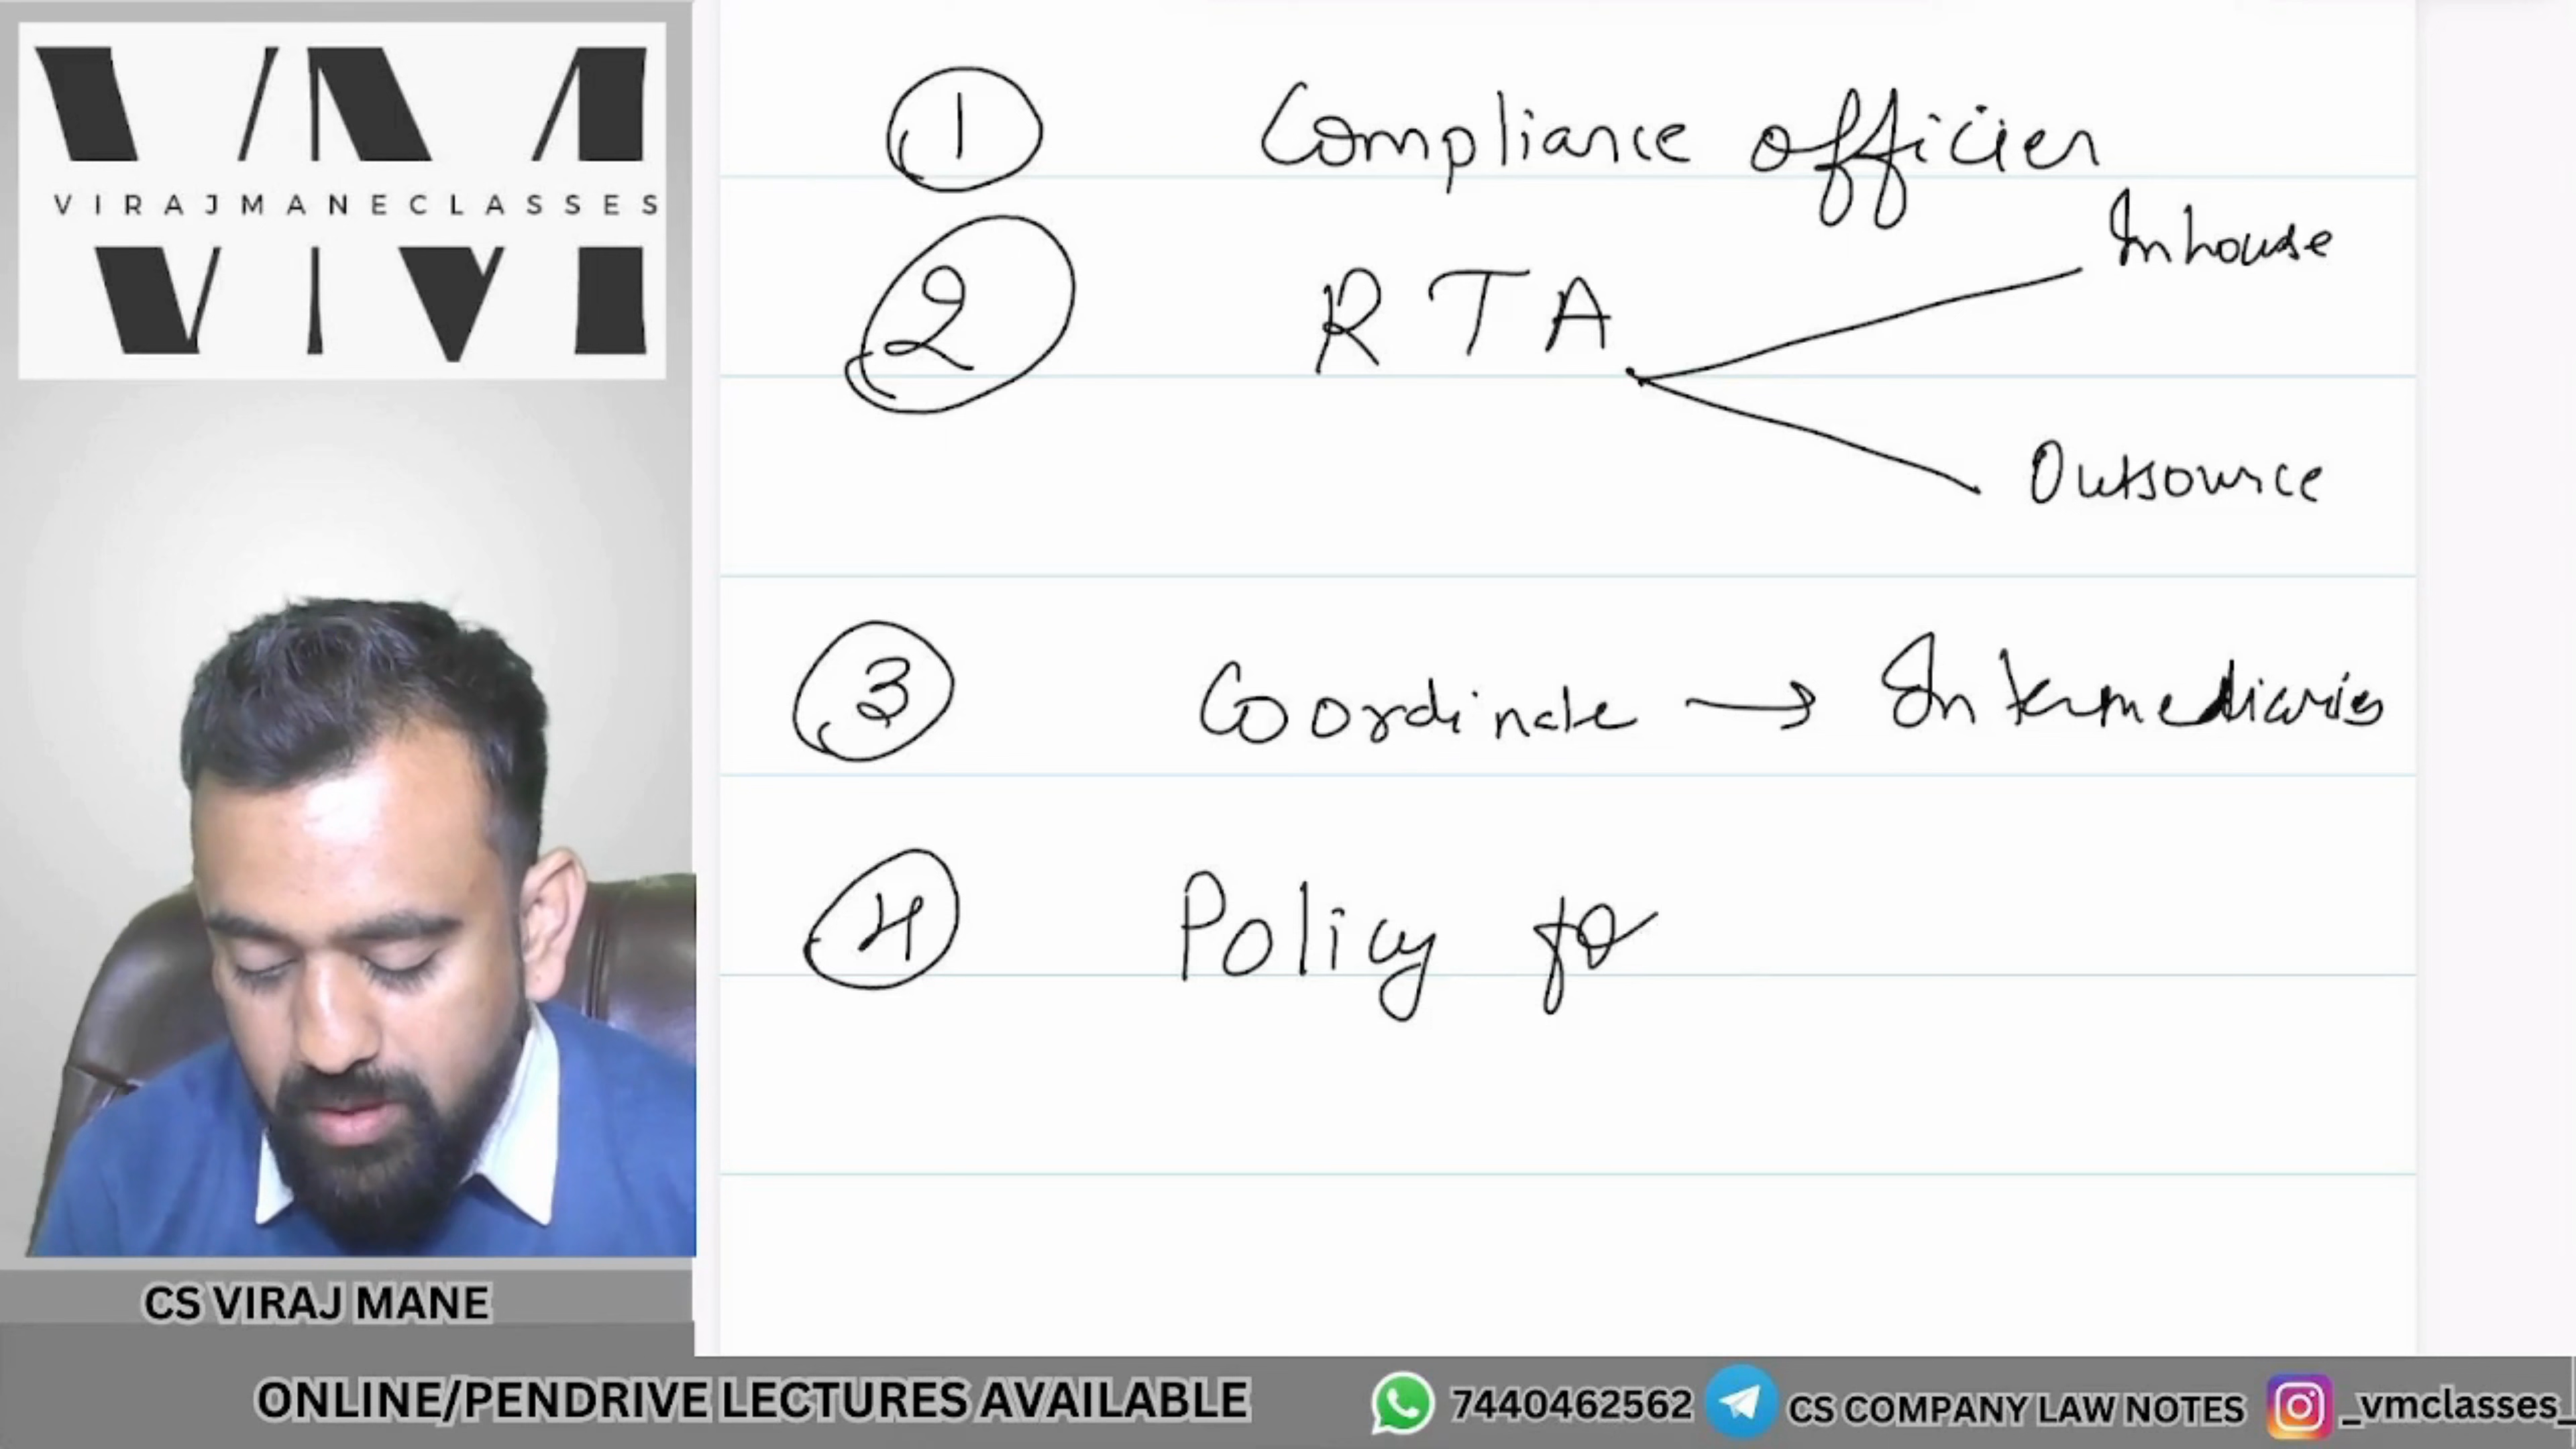 VIRAJMANECLASSES
1 Compliance officier
2 RTA
Inhouse
Outsource
3 Coordinate → Intermediaries
4 Policy for
CS VIRAJ MANE
ONLINE/PENDRIVE LECTURES AVAILABLE
7440462562
CS COMPANY LAW NOTES
_vmclasses_